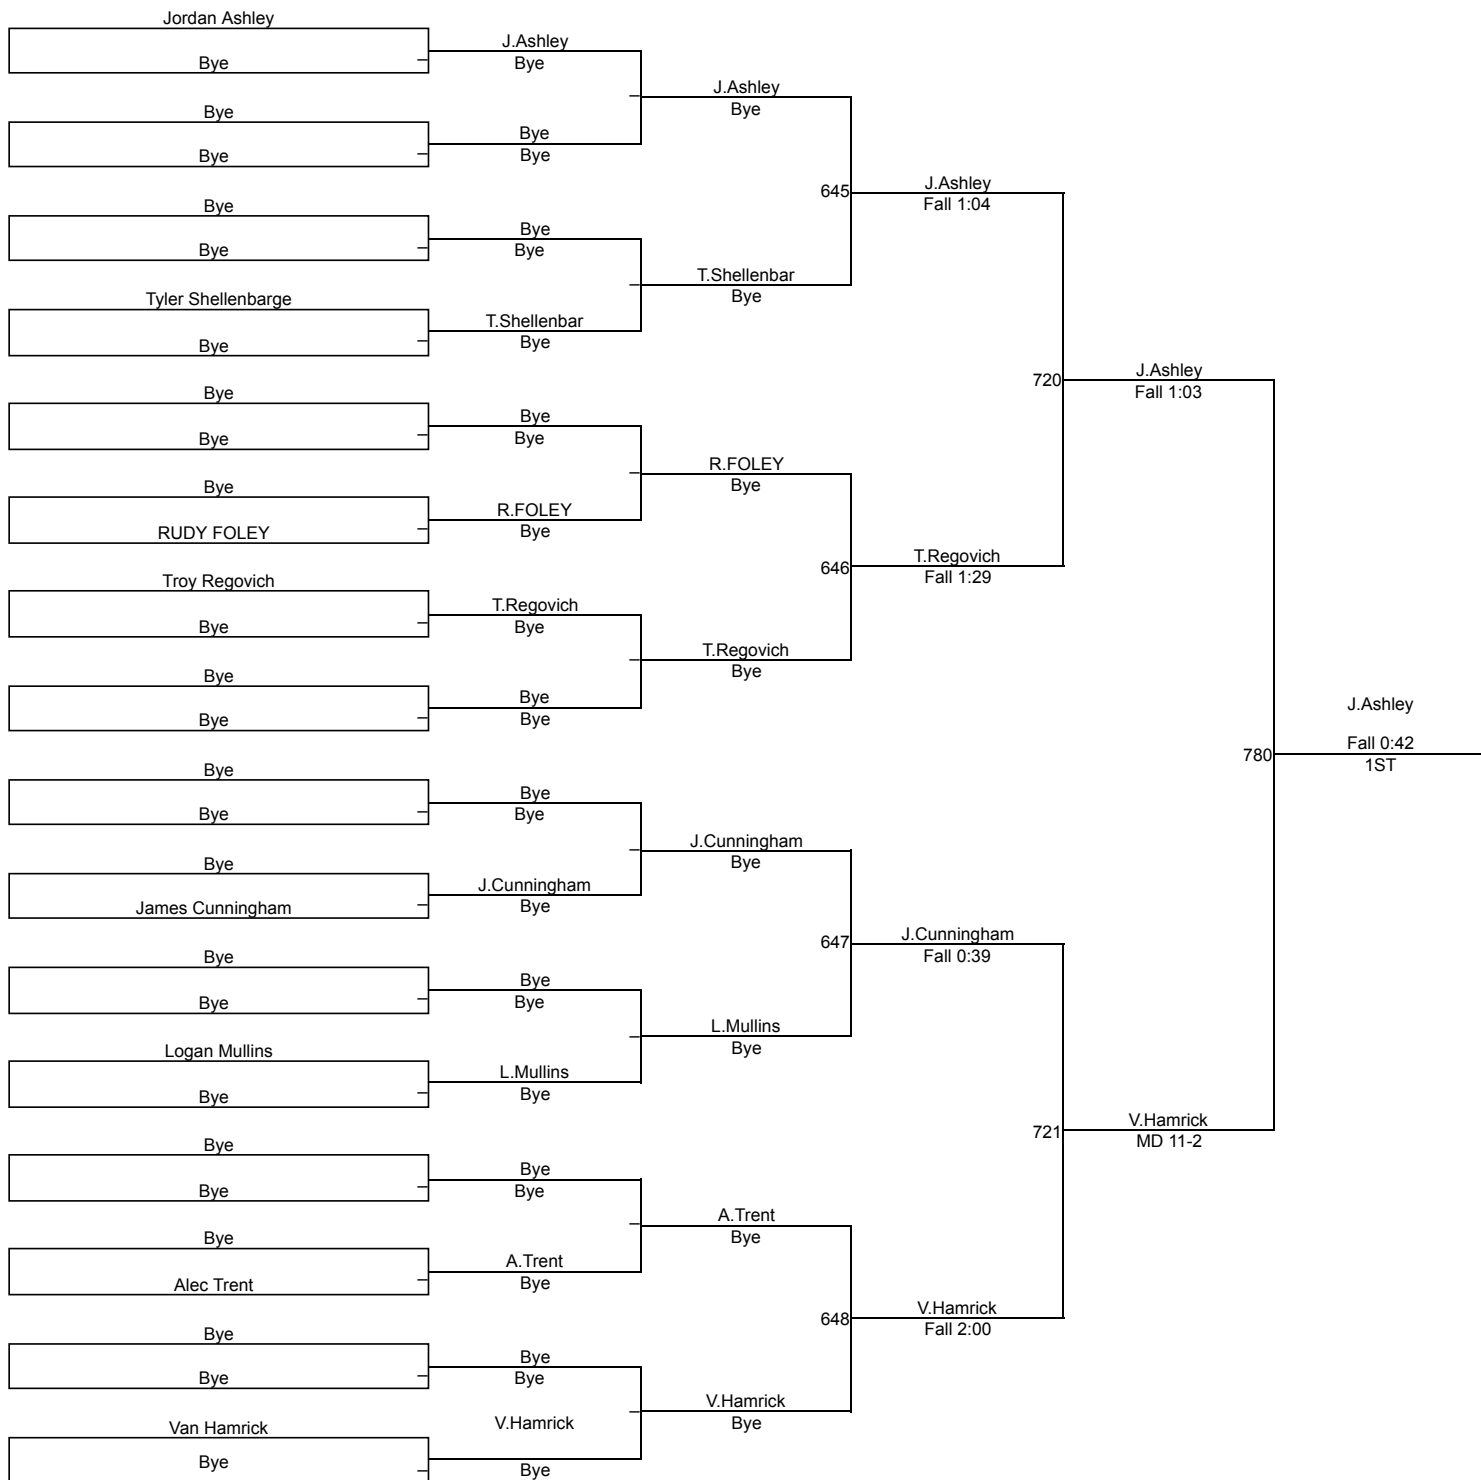 Jordan Ashley
Bye
Bye
Bye
Bye
Bye
Tyler Shellenbarge
Bye
Bye
Bye
Bye
RUDY FOLEY
Troy Regovich
Bye
Bye
Bye
Bye
Bye
Bye
James Cunningham
Bye
Bye
Logan Mullins
Bye
Bye
Bye
Bye
Alec Trent
Bye
Bye
Van Hamrick
Bye
J.Ashley
Bye
Bye
Bye
Bye
Bye
T.Shellenbar
Bye
Bye
Bye
R.FOLEY
Bye
T.Regovich
Bye
Bye
Bye
Bye
Bye
J.Cunningham
Bye
Bye
Bye
L.Mullins
Bye
Bye
Bye
A.Trent
Bye
Bye
Bye
V.Hamrick
Bye
J.Ashley
Bye
T.Shellenbar
Bye
R.FOLEY
Bye
T.Regovich
Bye
J.Cunningham
Bye
L.Mullins
Bye
A.Trent
Bye
V.Hamrick
Bye
645
646
647
648
J.Ashley
Fall 1:04
T.Regovich
Fall 1:29
J.Cunningham
Fall 0:39
V.Hamrick
Fall 2:00
720
721
J.Ashley
Fall 1:03
V.Hamrick
MD 11-2
780
J.Ashley
Fall 0:42
1ST